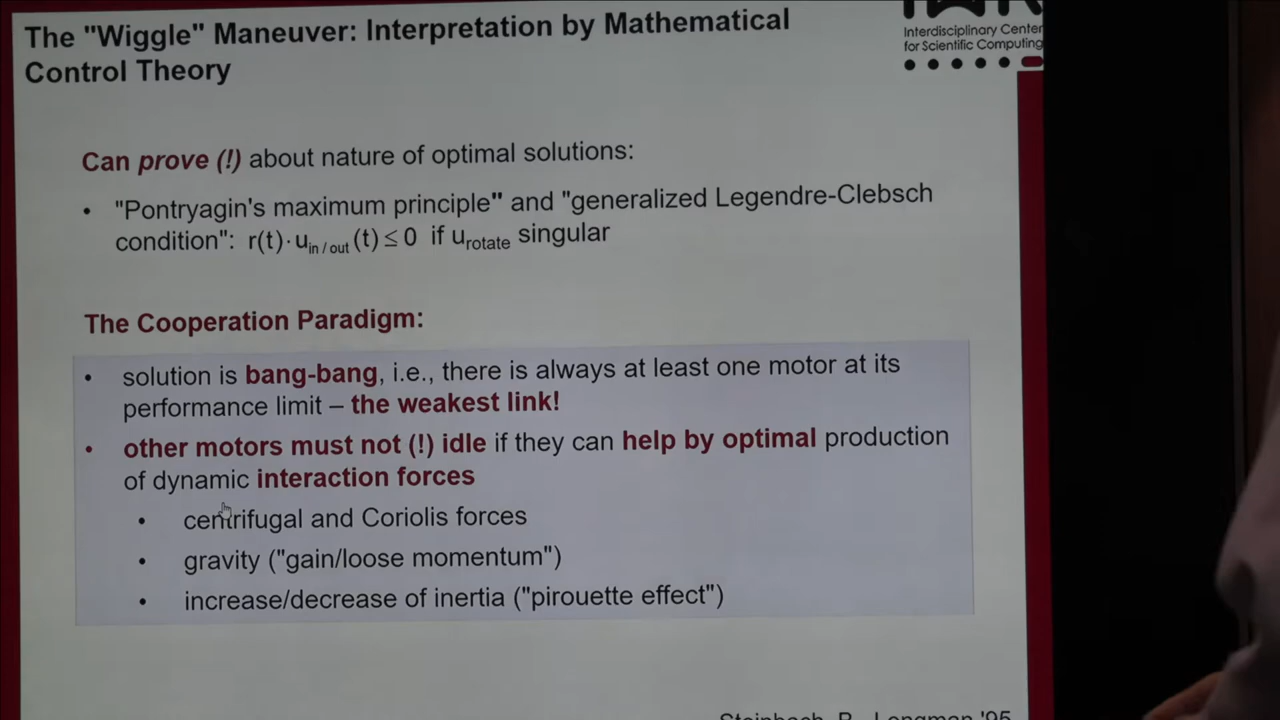 The "Wiggle" Maneuver: Interpretation by Mathematical
Control Theory
Interdisciplinary Center
for Scientific Computing
Can prove (!) about nature of optimal solutions:
• "Pontryagin's maximum principle" and "generalized Legendre-Clebsch
condition": r(t)·u_in/out(t) ≤ 0 if u_rotate singular
The Cooperation Paradigm:
• solution is bang-bang, i.e., there is always at least one motor at its
performance limit – the weakest link!
• other motors must not (!) idle if they can help by optimal production
of dynamic interaction forces
• centrifugal and Coriolis forces
• gravity ("gain/loose momentum")
• increase/decrease of inertia ("pirouette effect")